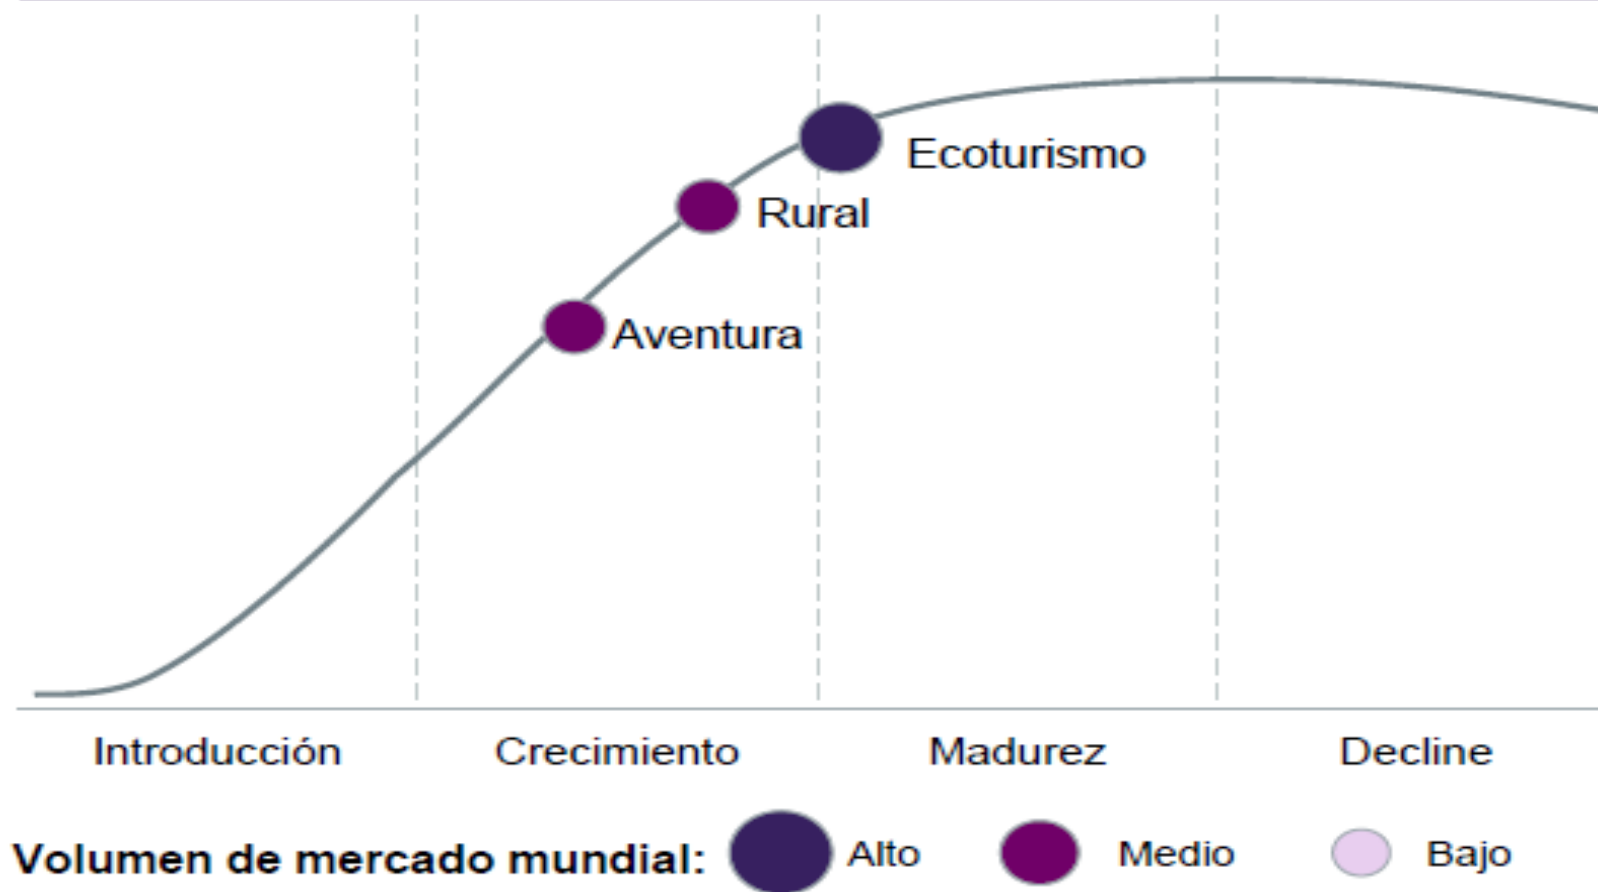 Ecoturismo
Rural
Aventura
Introducción Crecimiento Madurez Decline
Volumen de mercado mundial: Alto Medio Bajo